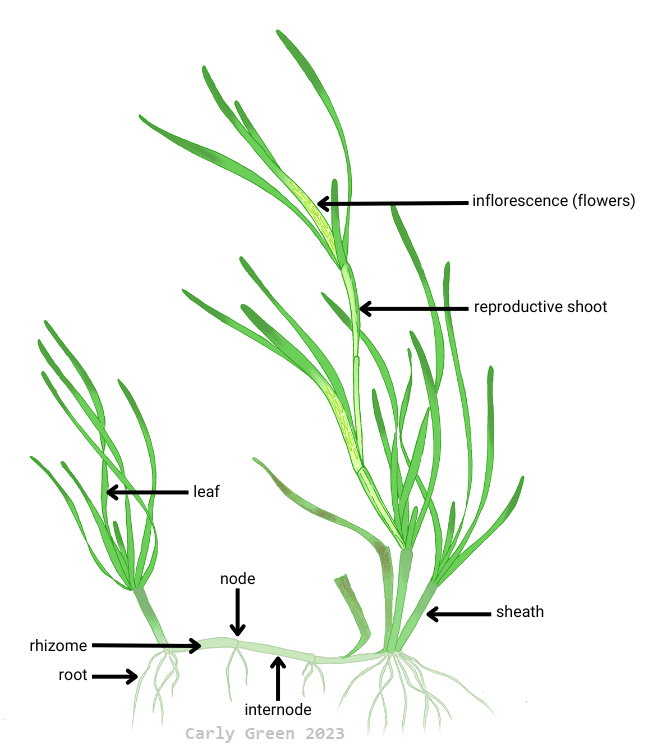 inflorescence (flowers)
reproductive shoot
leaf
node
sheath
rhizome
root
internode
Carly Green 2023